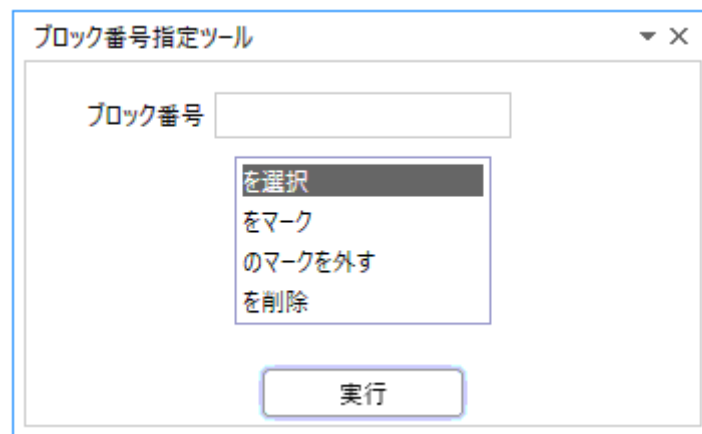 ブロック番号指定ツール
ブロック番号
を選択
をマーク
のマークを外す
を削除
実行